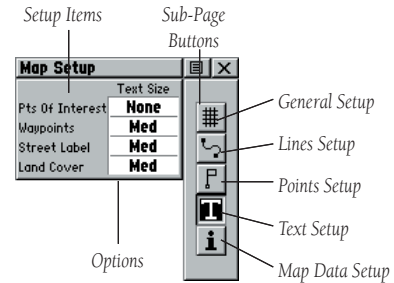 Setup Items
Sub-Page
Buttons
Map Setup
Text Size
Pts Of Interest None
Waypoints Med
Street Label Med
Land Cover Med
General Setup
Lines Setup
Points Setup
Text Setup
Map Data Setup
Options